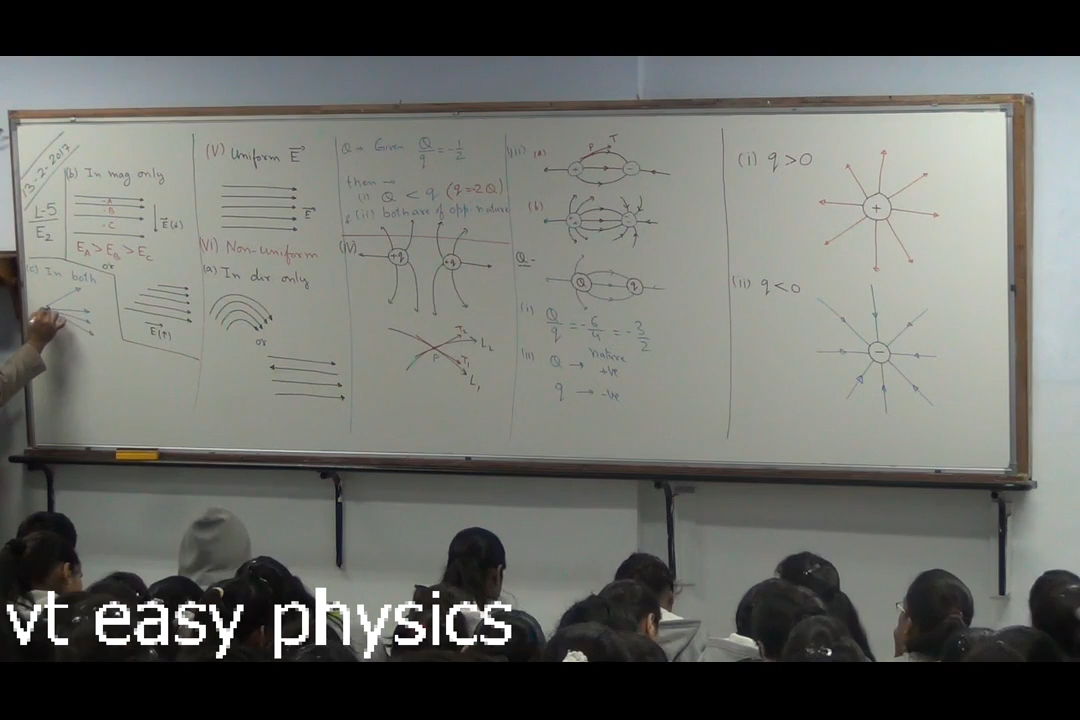 13-2-2017
L-5
E2
(b) In mag only
A
B
C
E⃗(↓)
EA > EB > EC
or
(c) In both
E⃗(↑)
(V) Uniform E⃗
E⃗
(VI) Non-uniform
(a) In dir only
or
Q → Given Q/q = -1/2
then →
(i) Q < q (q=2Q)
& (ii) both are of opp. nature
(IV)
+q +q
T2
L2
P
T1
L1
(a)
P T
+ -
(b)
+ -
Q-
Q q
(i) Q/q = -6/4 = -3/2
(ii) nature
Q → +ve
q → -ve
(i) q>0
+
(ii) q<0
-
vt easy physics